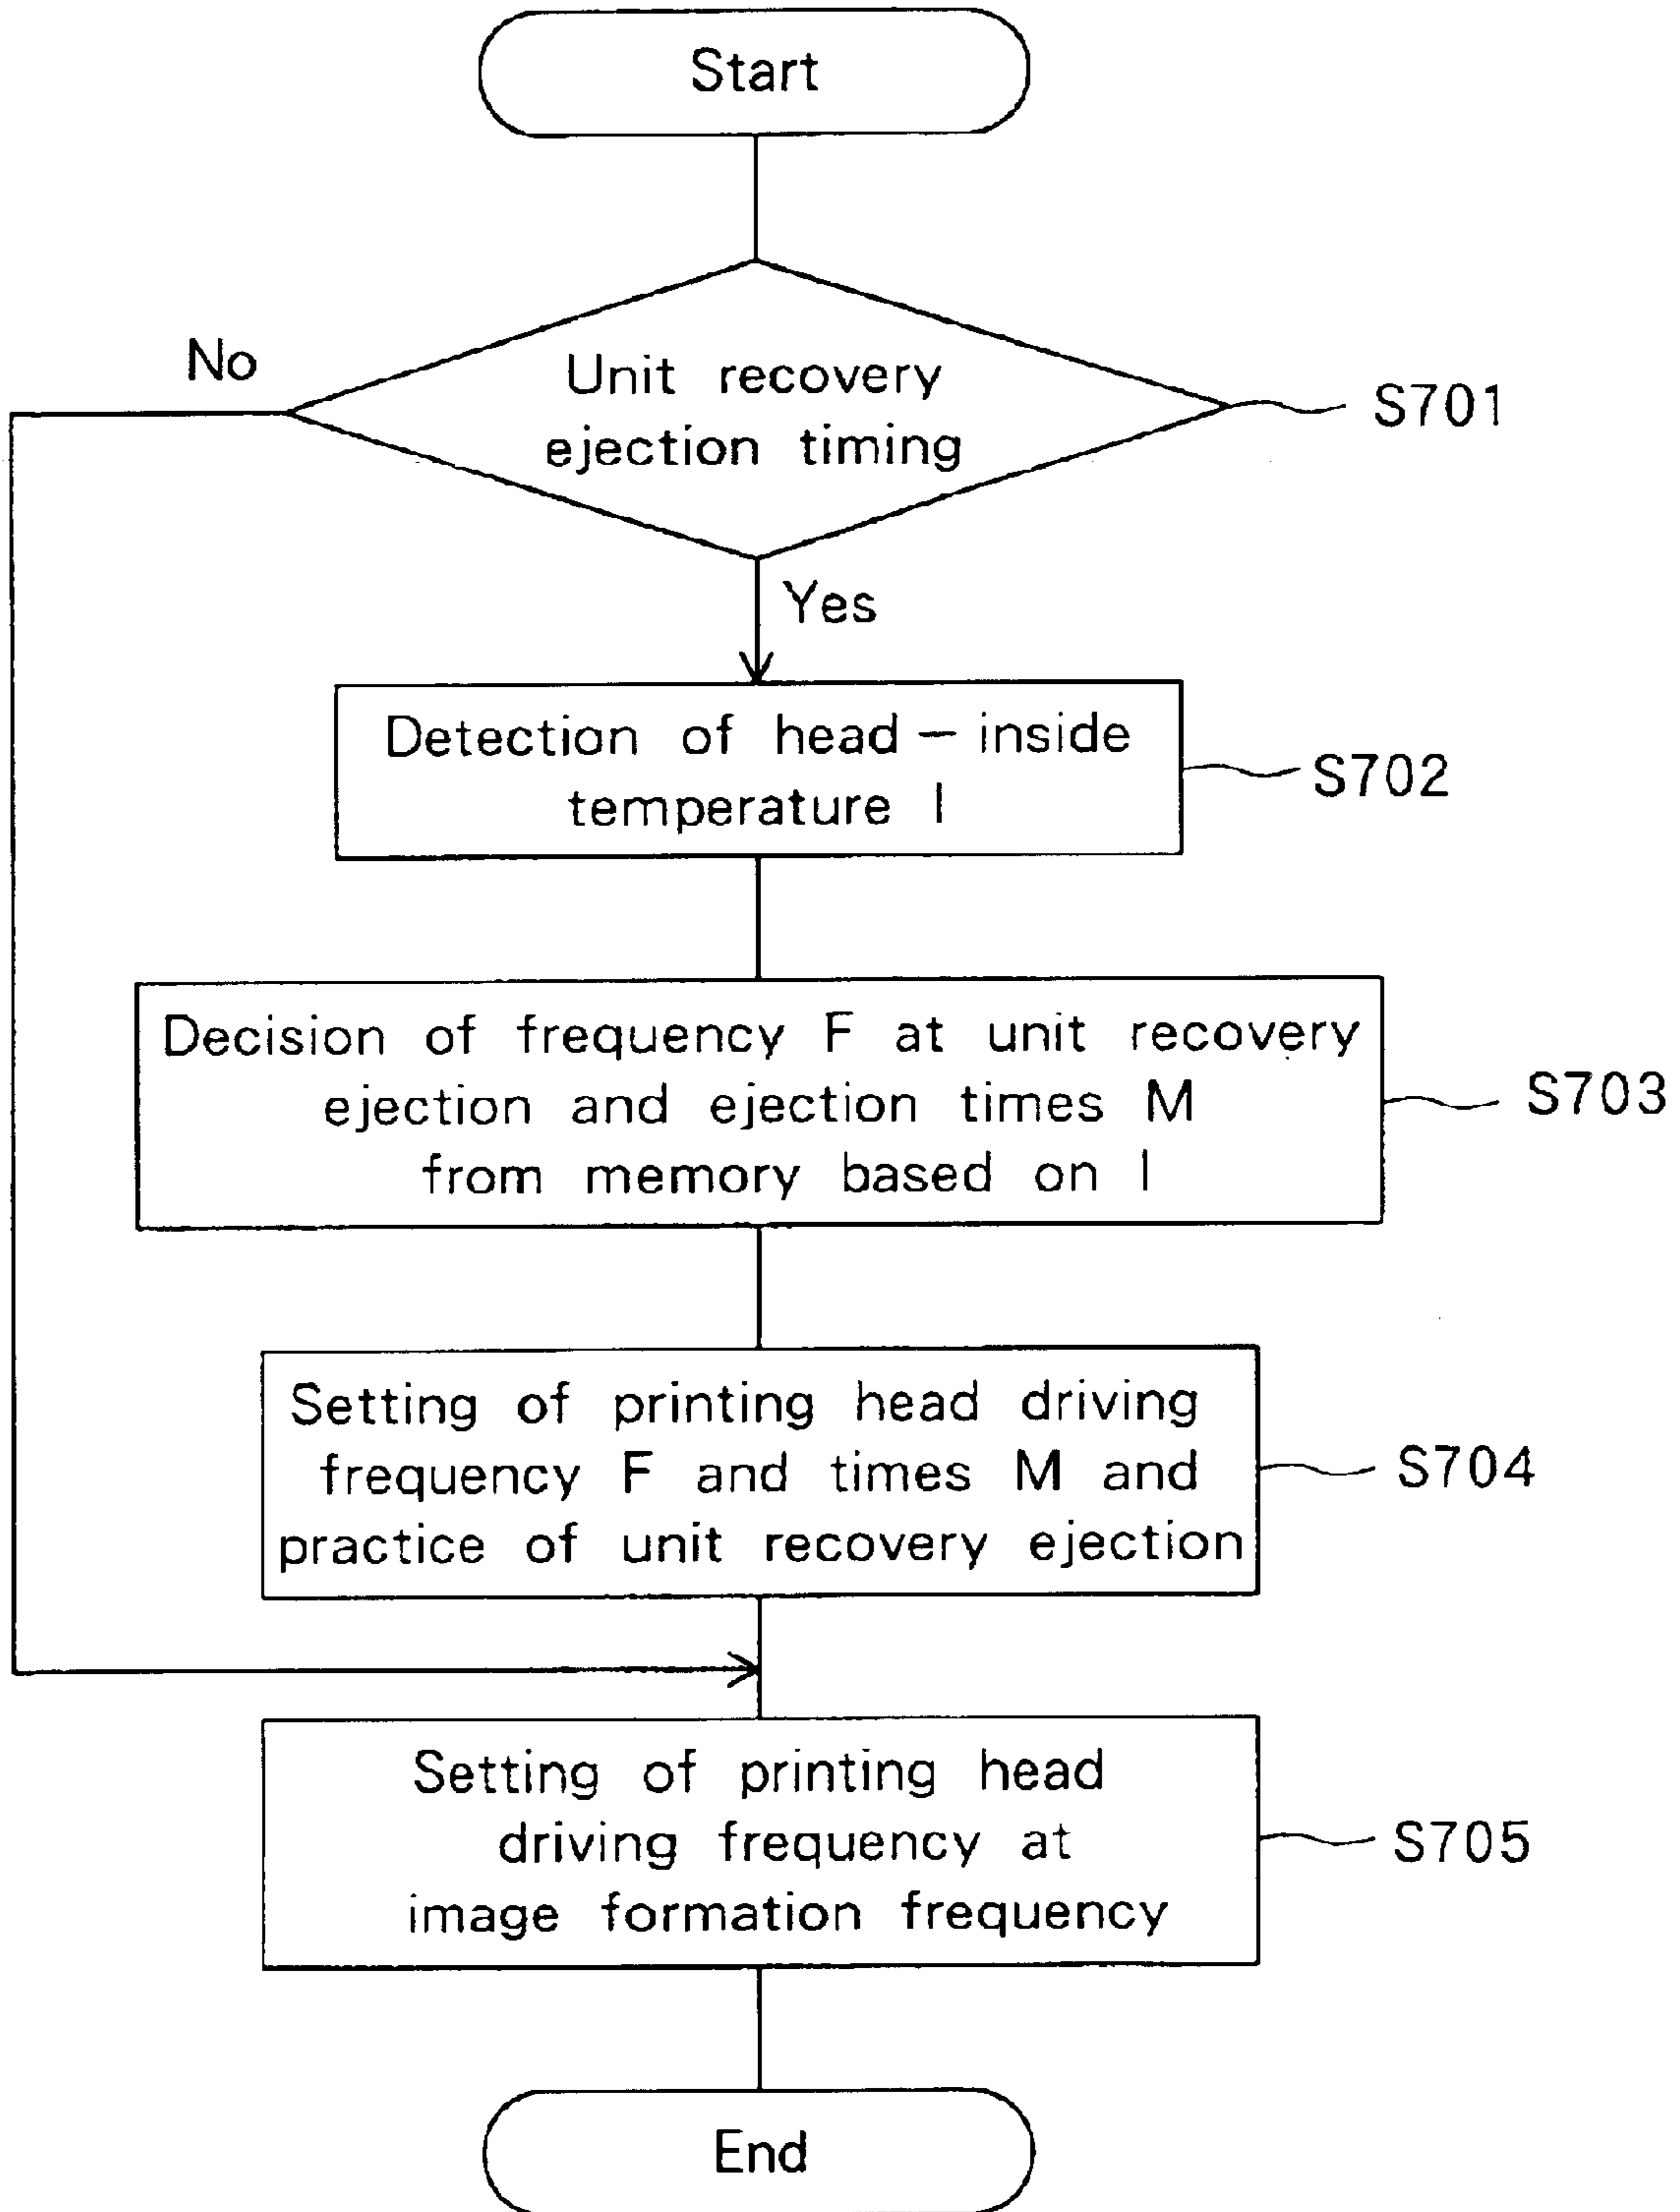 Start
No
Unit recovery
ejection timing
S701
Yes
Detection of head – inside
temperature I
S702
Decision of frequency F at unit recovery
ejection and ejection times M
from memory based on I
S703
Setting of printing head driving
frequency F and times M and
practice of unit recovery ejection
S704
Setting of printing head
driving frequency at
image formation frequency
S705
End